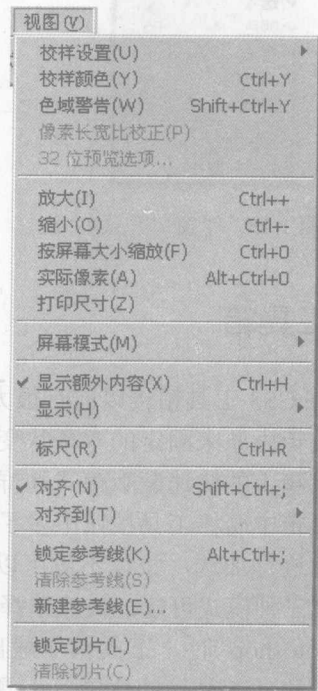 视图(V)
校样设置(U)
校样颜色(Y) Ctrl+Y
色域警告(W) Shift+Ctrl+Y
像素长宽比校正(P)
32 位预览选项...
放大(I) Ctrl++
缩小(O) Ctrl+-
按屏幕大小缩放(F) Ctrl+0
实际像素(A) Alt+Ctrl+0
打印尺寸(Z)
屏幕模式(M)
✓ 显示额外内容(X) Ctrl+H
显示(H)
标尺(R) Ctrl+R
✓ 对齐(N) Shift+Ctrl+;
对齐到(T)
锁定参考线(K) Alt+Ctrl+;
清除参考线(S)
新建参考线(E)...
锁定切片(L)
清除切片(C)